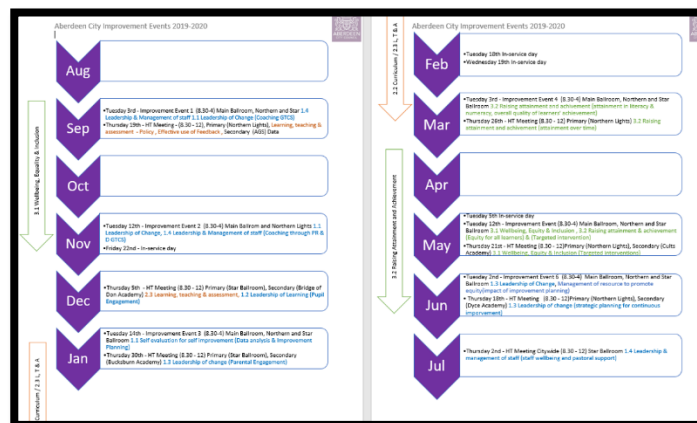 Aberdeen City Improvement Events 2019-2020
Aug
Sep
•Tuesday 3rd - Improvement Event 1 (8.30-4) Main Ballroom, Northern and Star 1.4
Leadership & Management of staff 1.1 Leadership of Change (Coaching GTCS)
•Thursday 19th - HT Meeting - (8.30 - 12), Primary (Northern Lights), Learning, teaching &
assessment - Policy , Effective use of Feedback , Secondary (AGS) Data
Oct
3.1 Wellbeing, Equality & Inclusion
Nov
•Tuesday 12th - Improvement Event 2 (8.30-4) Main Ballroom and Northern Lights 1.1
Leadership of Change, 1.4 Leadership & Management of staff (Coaching through PR &
D GTCS)
•Friday 22nd - In-service day
Dec
•Thursday 5th - HT Meeting (8.30 - 12) Primary (Star Ballroom), Secondary (Bridge of
Don Academy) 2.3 Learning, teaching & assessment, 1.2 Leadership of Learning (Pupil
Engagement)
Jan
•Tuesday 14th - Improvement Event 3 (8.30-4) Main Ballroom, Northern and Star
Ballroom 1.1 Self evaluation for self improvement (Data analysis & Improvement
Planning)
•Thursday 30th - HT Meeting (8.30 - 12) Primary (Star Ballroom), Secondary
(Bucksburn Academy) 1.3 Leadership of change (Parental Engagement)
Curriculum / 2.3 L, T & A
Aberdeen City Improvement Events 2019-2020
2.2 Curriculum / 2.3 L, T & A
Feb
•Tuesday 18th In-service day
•Wednesday 19th In-service day
Mar
•Tuesday 3rd - Improvement Event 4 (8.30-4) Main Ballroom, Northern and Star
Ballroom 3.2 Raising attainment and achievement (attainment in literacy &
numeracy, overall quality of learners' achievement)
•Thursday 26th - HT Meeting (8.30 - 12) Primary (Northern Lights) 3.2 Raising
attainment and achievement (attainment over time)
Apr
3.2 Raising Attainment and Achievement
May
•Tuesday 5th In-service day
•Tuesday 12th - Improvement Event (8.30-4) Main Ballroom, Northern and Star
Ballroom 3.1 Wellbeing, Equity & Inclusion , 3.2 Raising attainment & achievement
(Equity for all learners) & (Targeted Intervention)
•Thursday 21st - HT Meeting (8.30 - 12)Primary (Northern Lights), Secondary (Cults
Academy) 3.1 Wellbeing, Equity & Inclusion (Targeted Interventions)
Jun
•Tuesday 2nd - Improvement Event 6 (8.30-4) Main Ballroom, Northern and Star
Ballroom 1.3 Leadership of Change, Management of resource to promote
equity(impact of improvement planning)
•Thursday 18th - HT Meeting (8.30 - 12)Primary (Northern Lights), Secondary
(Dyce Academy) 1.3 Leadership of change (strategic planning for continuous
improvement)
Jul
•Thursday 2nd - HT Meeting Citywide (8.30 - 12) Star Ballroom 1.4 Leadership &
management of staff (staff wellbeing and pastoral support)